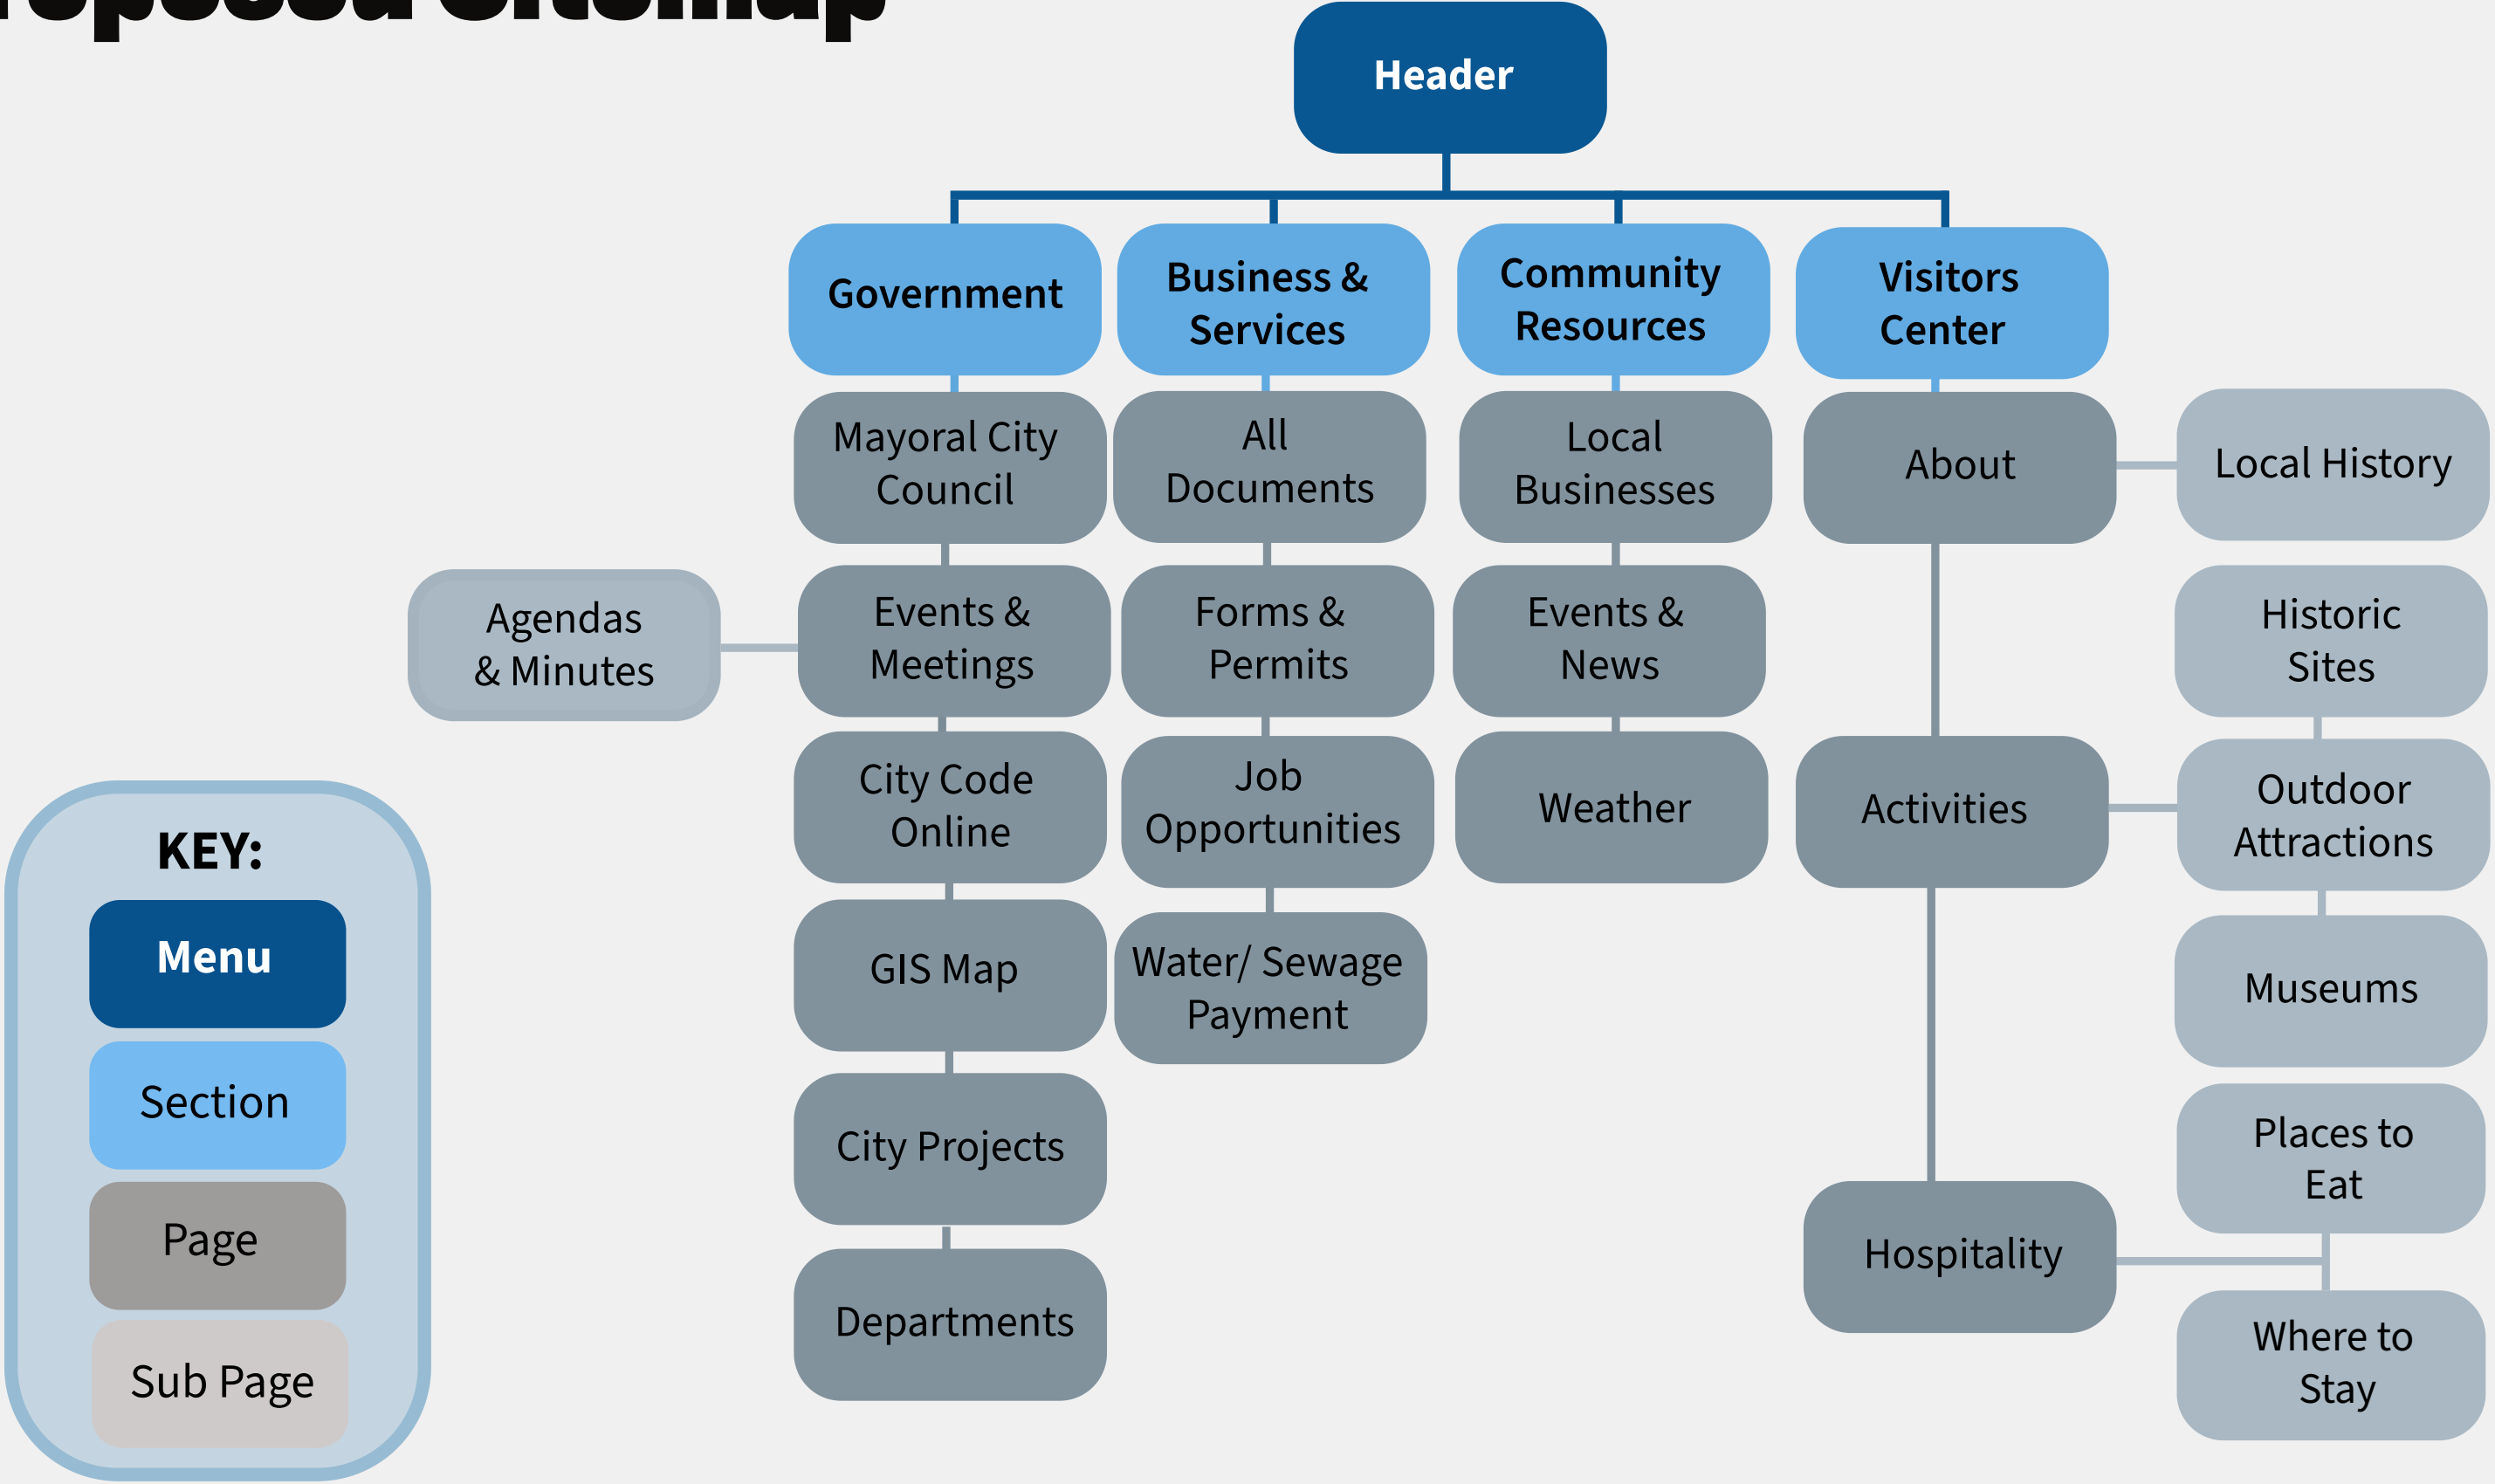 Sitemap
Header
Government
Business &
Services
Community
Resources
Visitors
Center
Mayoral City
Council
All
Documents
Local
Businesses
About
Local History
Agendas
& Minutes
Events &
Meetings
Forms &
Permits
Events &
News
Historic
Sites
City Code
Online
Job
Opportunities
Weather
Activities
Outdoor
Attractions
GIS Map
Water/ Sewage
Payment
Museums
City Projects
Places to
Eat
Hospitality
Departments
Where to
Stay
KEY:
Menu
Section
Page
Sub Page